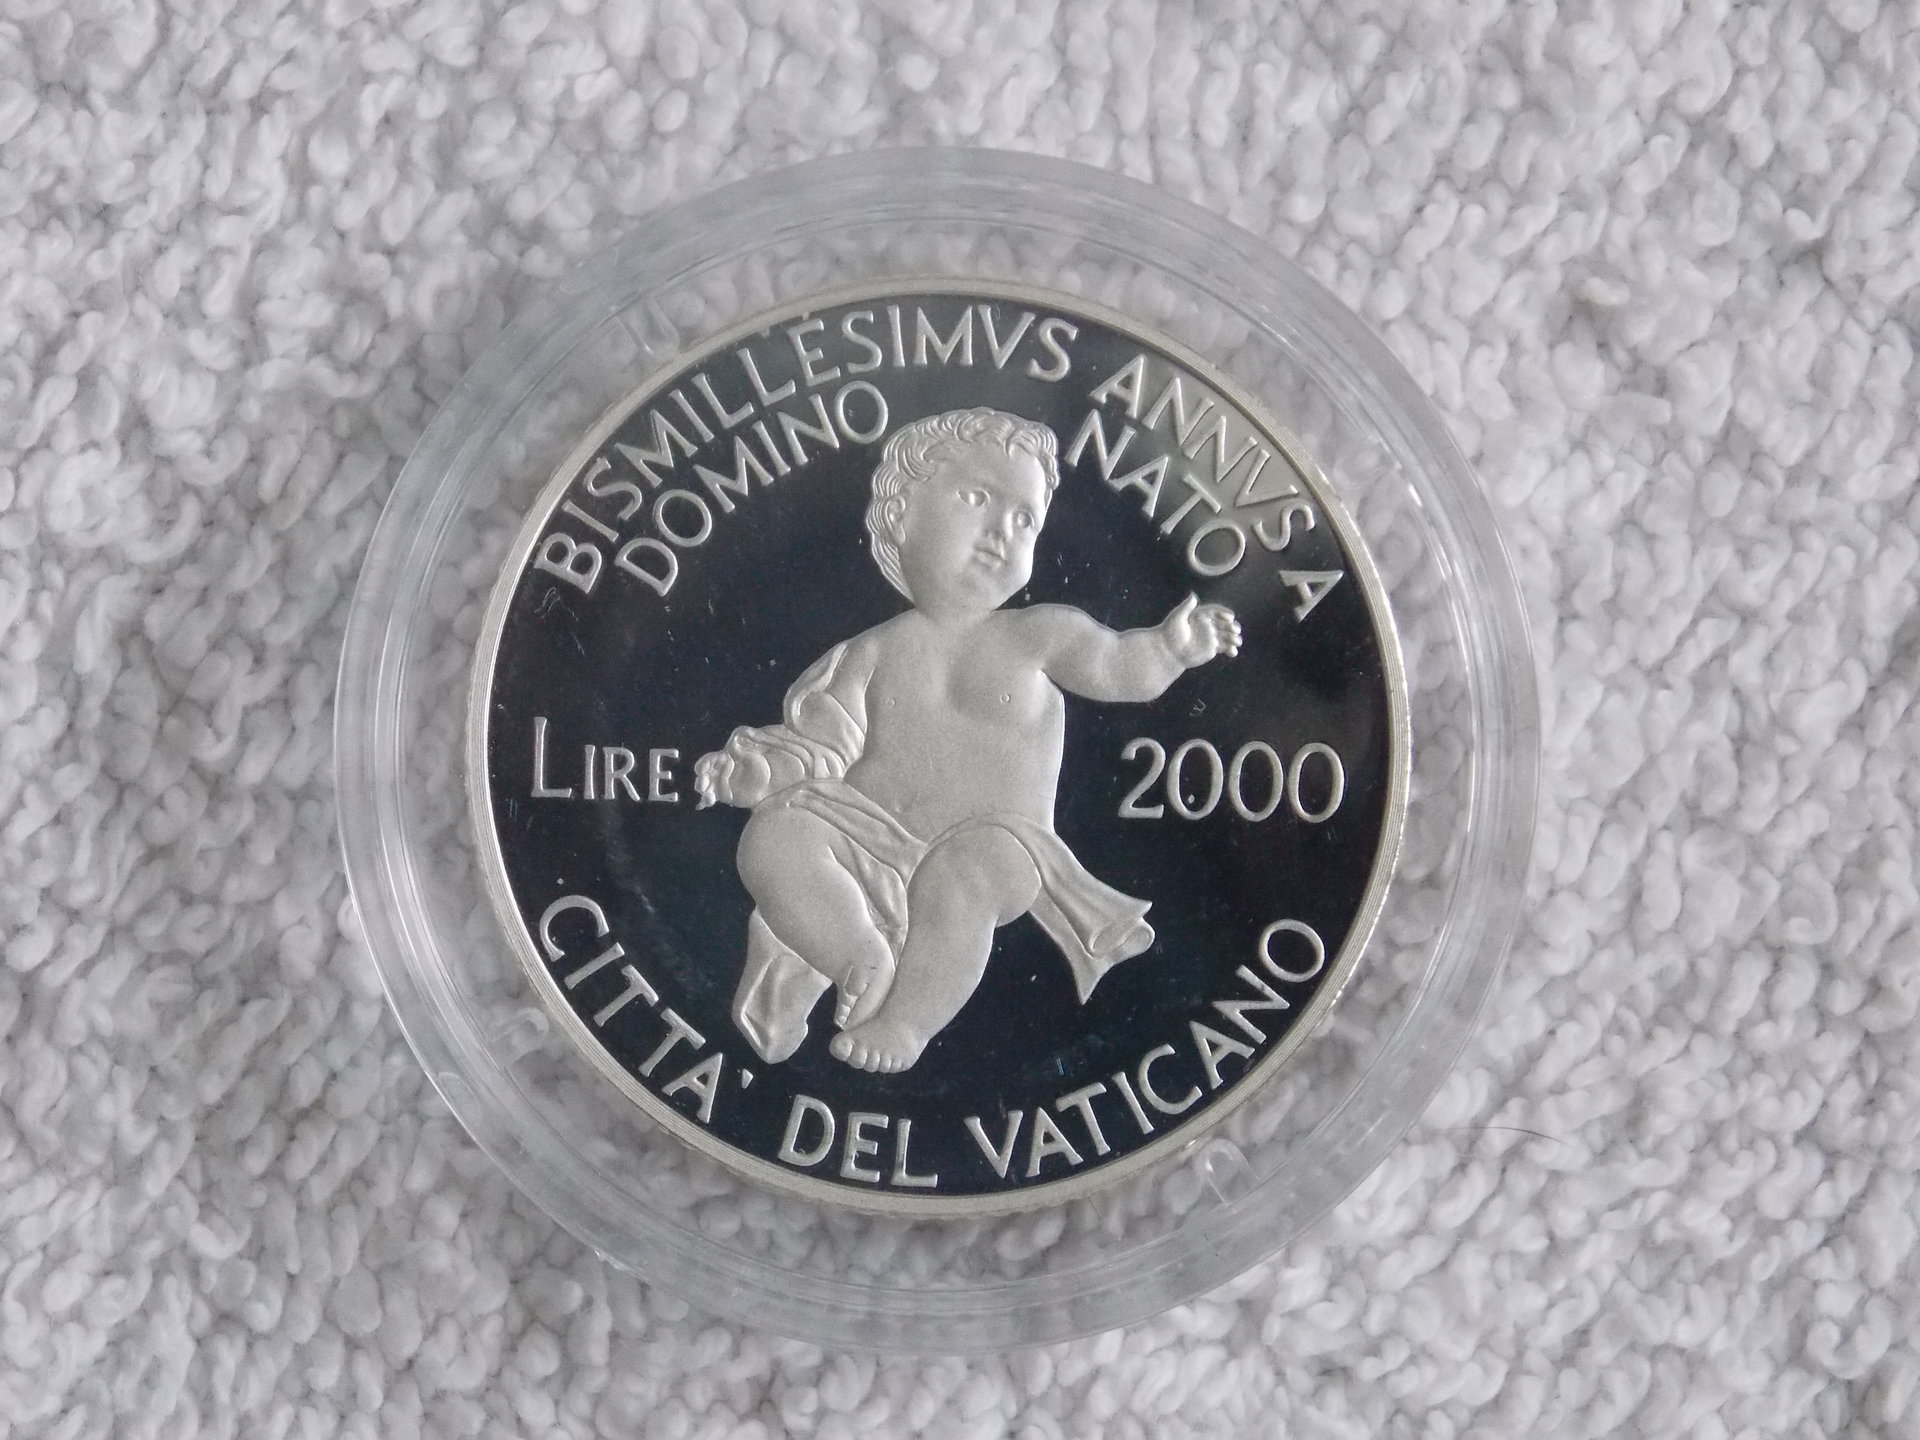 BISMILLESIMVS ANNVS A
DOMINO NATO
LIRE 2000
CITTA' DEL VATICANO